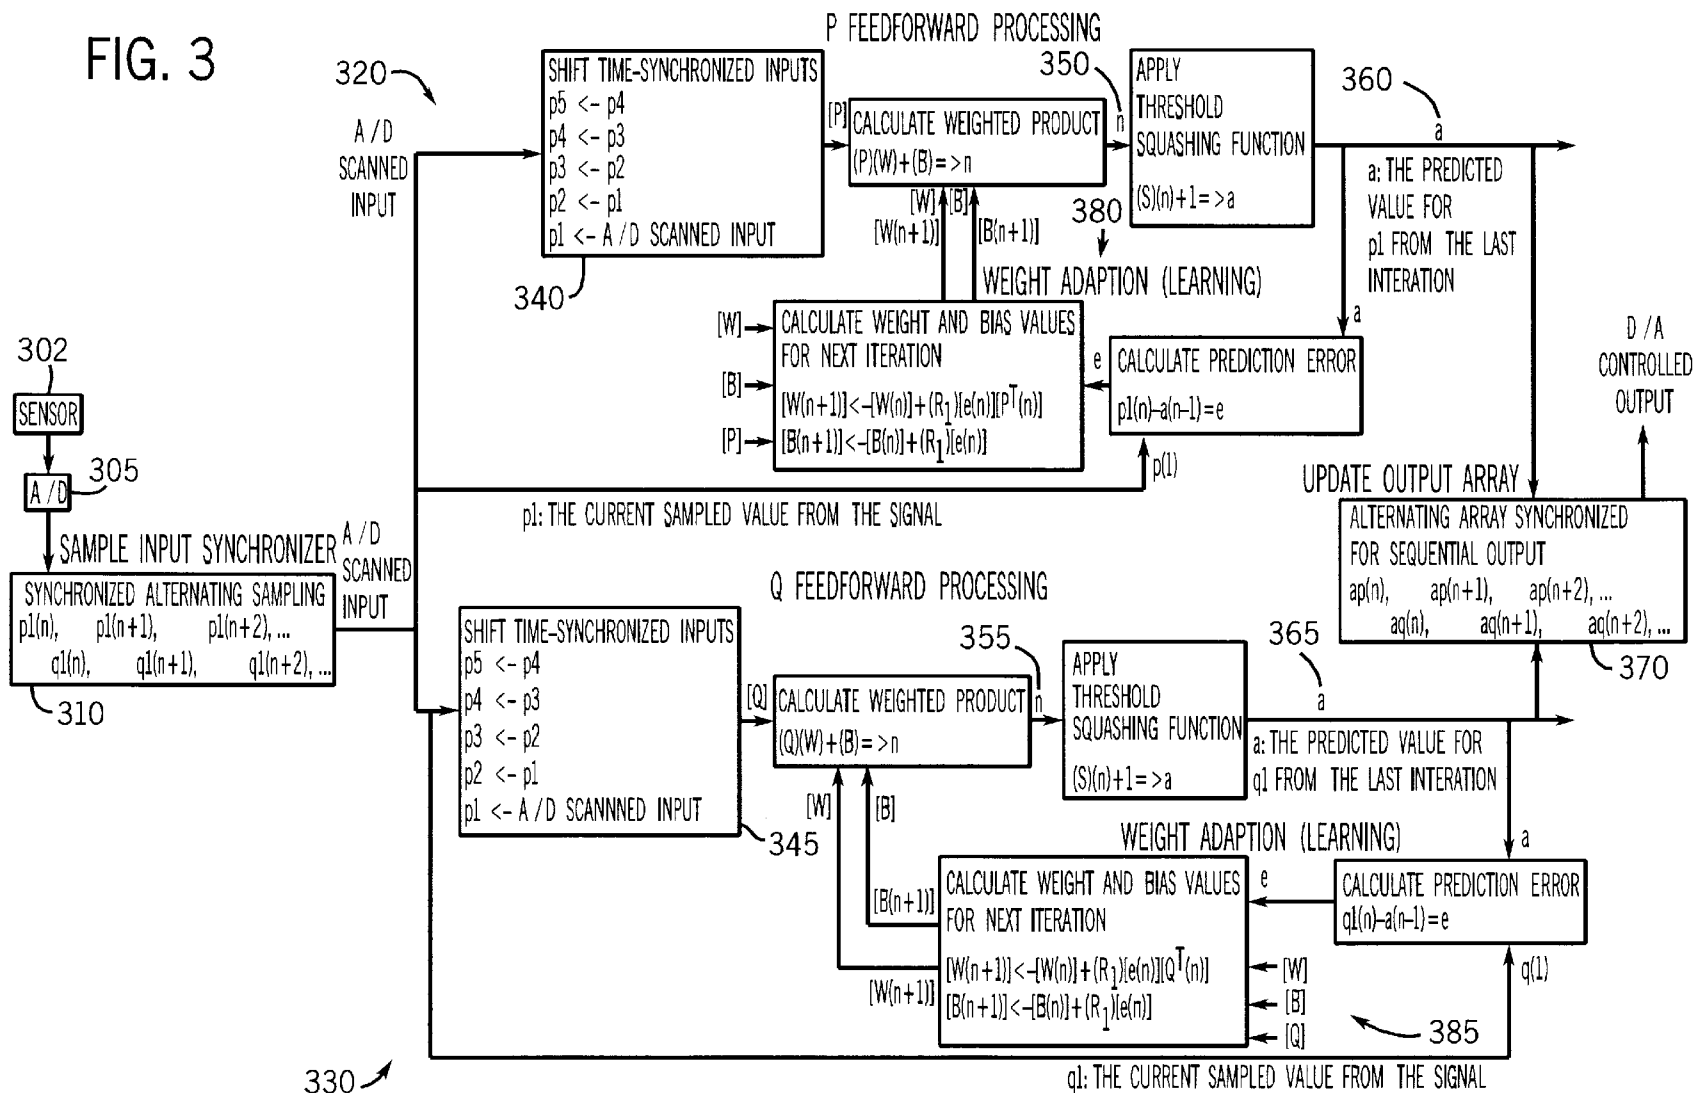 FIG. 3
P FEEDFORWARD PROCESSING
320
A/D
SCANNED
INPUT
SHIFT TIME-SYNCHRONIZED INPUTS
p5 <- p4
p4 <- p3
p3 <- p2
p2 <- p1
p1 <- A/D SCANNED INPUT
340
[P]
CALCULATE WEIGHTED PRODUCT
(P)(W)+(B)=>n
350
n
APPLY
THRESHOLD
SQUASHING FUNCTION
(S)(n)+1=>a
360
a
a: THE PREDICTED
VALUE FOR
p1 FROM THE LAST
INTERATION
[W] [B]
[W(n+1)] [B(n+1)]
380
WEIGHT ADAPTION (LEARNING)
[W]
[B]
[P]
CALCULATE WEIGHT AND BIAS VALUES
FOR NEXT ITERATION
[W(n+1)]<-[W(n)]+(R1)[e(n)][P^T(n)]
[B(n+1)]<-[B(n)]+(R1)[e(n)]
e
a
CALCULATE PREDICTION ERROR
p1(n)-a(n-1)=e
p(1)
p1: THE CURRENT SAMPLED VALUE FROM THE SIGNAL
D/A
CONTROLLED
OUTPUT
302
SENSOR
A/D
305
SAMPLE INPUT SYNCHRONIZER
SYNCHRONIZED ALTERNATING SAMPLING
p1(n), p1(n+1), p1(n+2), ...
q1(n), q1(n+1), q1(n+2), ...
310
A/D
SCANNED
INPUT
UPDATE OUTPUT ARRAY
ALTERNATING ARRAY SYNCHRONIZED
FOR SEQUENTIAL OUTPUT
ap(n), ap(n+1), ap(n+2), ...
aq(n), aq(n+1), aq(n+2), ...
370
Q FEEDFORWARD PROCESSING
SHIFT TIME-SYNCHRONIZED INPUTS
p5 <- p4
p4 <- p3
p3 <- p2
p2 <- p1
p1 <- A/D SCANNNED INPUT
345
[Q]
CALCULATE WEIGHTED PRODUCT
(Q)(W)+(B)=>n
355
n
APPLY
THRESHOLD
SQUASHING FUNCTION
(S)(n)+1=>a
365
a
a: THE PREDICTED VALUE FOR
q1 FROM THE LAST INTERATION
[W] [B]
[B(n+1)]
[W(n+1)]
WEIGHT ADAPTION (LEARNING)
CALCULATE WEIGHT AND BIAS VALUES
FOR NEXT ITERATION
[W(n+1)]<-[W(n)]+(R1)[e(n)][Q^T(n)]
[B(n+1)]<-[B(n)]+(R1)[e(n)]
e
a
CALCULATE PREDICTION ERROR
q1(n)-a(n-1)=e
[W]
[B]
[Q]
q(1)
385
330
q1: THE CURRENT SAMPLED VALUE FROM THE SIGNAL